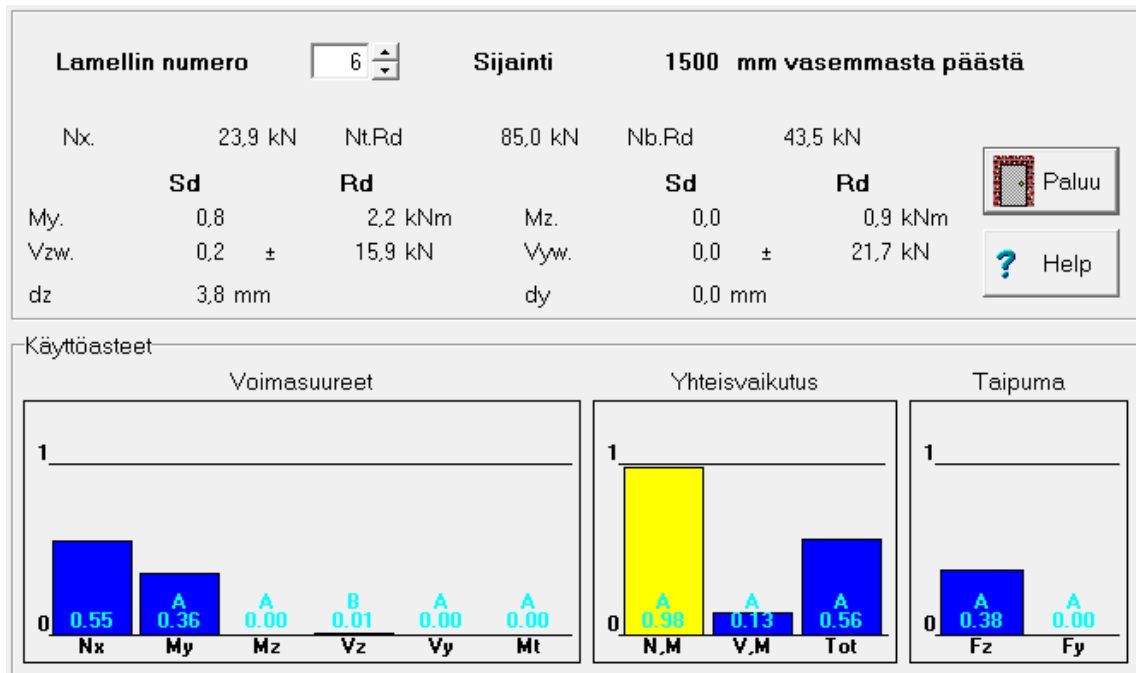 Lamellin numero 6 Sijainti 1500 mm vasemmasta päästä
Nx. 23,9 kN Nt.Rd 85,0 kN Nb.Rd 43,5 kN
Sd Rd Sd Rd
My. 0,8 2,2 kNm Mz. 0,0 0,9 kNm
Vzw. 0,2 ± 15,9 kN Vyw. 0,0 ± 21,7 kN
dz 3,8 mm dy 0,0 mm
Paluu
? Help
Käyttöasteet
Voimasuureet Yhteisvaikutus Taipuma
1 1 1
A A B A A A A A A A
0 0.55 0.36 0.00 0.01 0.00 0.00 0 0.98 0.13 0.56 0 0.38 0.00
Nx My Mz Vz Vy Mt N,M V,M Tot Fz Fy